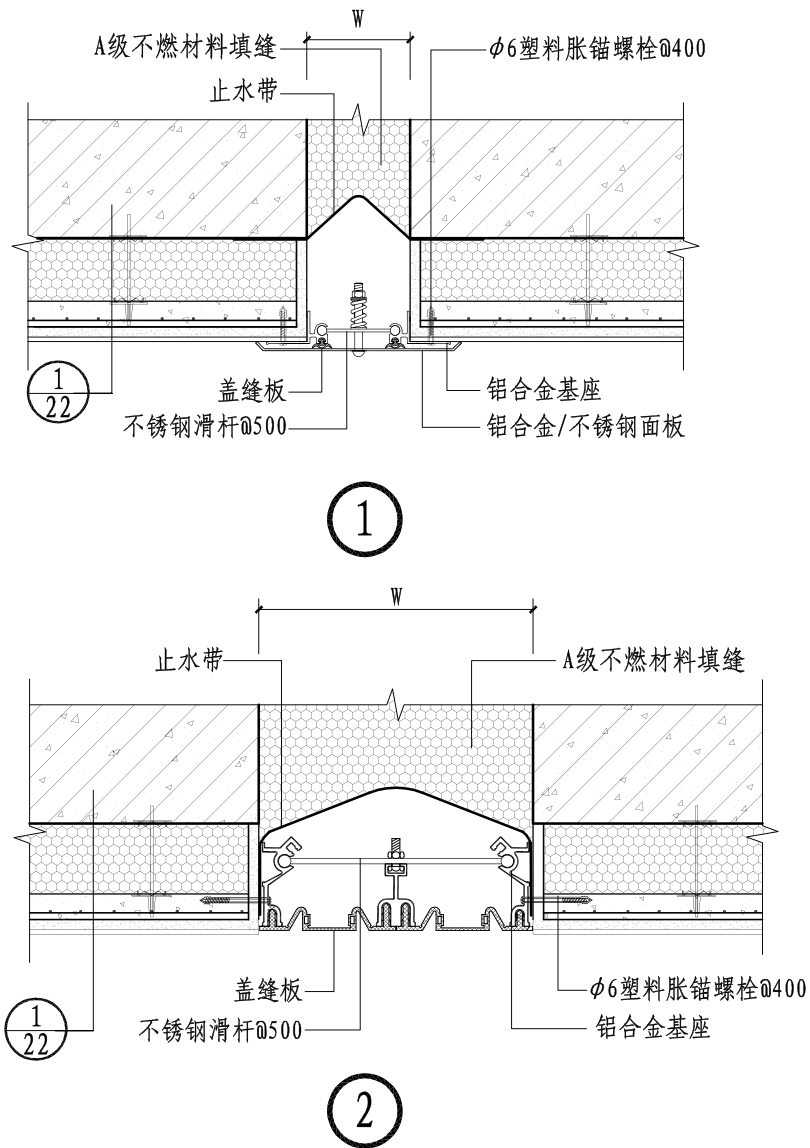 W
A级不燃材料填缝
φ6塑料胀锚螺栓@400
止水带
1
22
盖缝板
铝合金基座
不锈钢滑杆@500
铝合金/不锈钢面板
1
W
止水带
A级不燃材料填缝
盖缝板
φ6塑料胀锚螺栓@400
1
22
不锈钢滑杆@500
铝合金基座
2